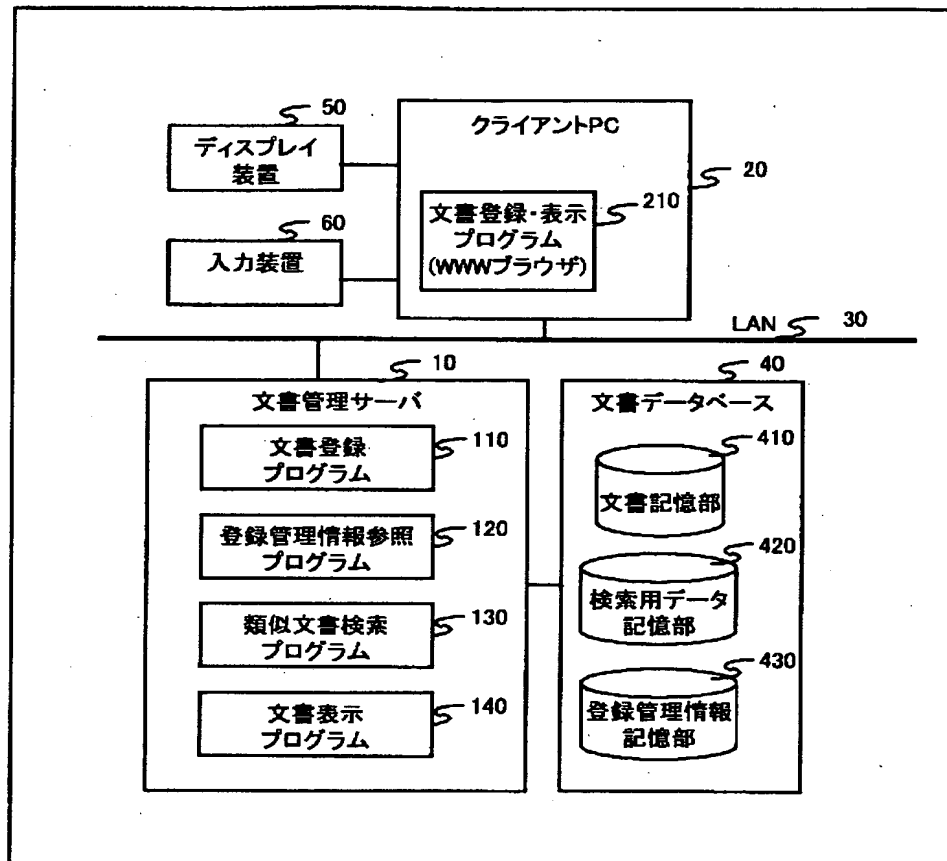 50
ディスプレイ
装置
60
入力装置
クライアントPC
20
210
文書登録・表示
プログラム
(WWWブラウザ)
LAN
30
10
文書管理サーバ
110
文書登録
プログラム
120
登録管理情報参照
プログラム
130
類似文書検索
プログラム
140
文書表示
プログラム
40
文書データベース
410
文書記憶部
420
検索用データ
記憶部
430
登録管理情報
記憶部